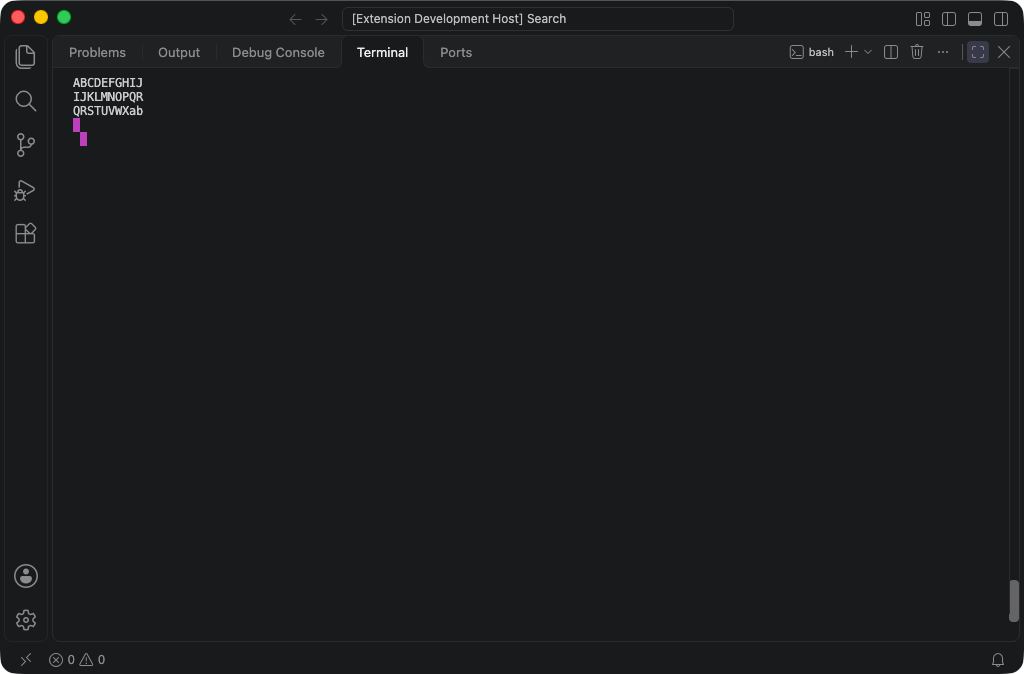 [Extension Development Host] Search
Problems Output Debug Console Terminal Ports
bash
ABCDEFGHIJ
IJKLMNOPQR
QRSTUVWXab
0 0